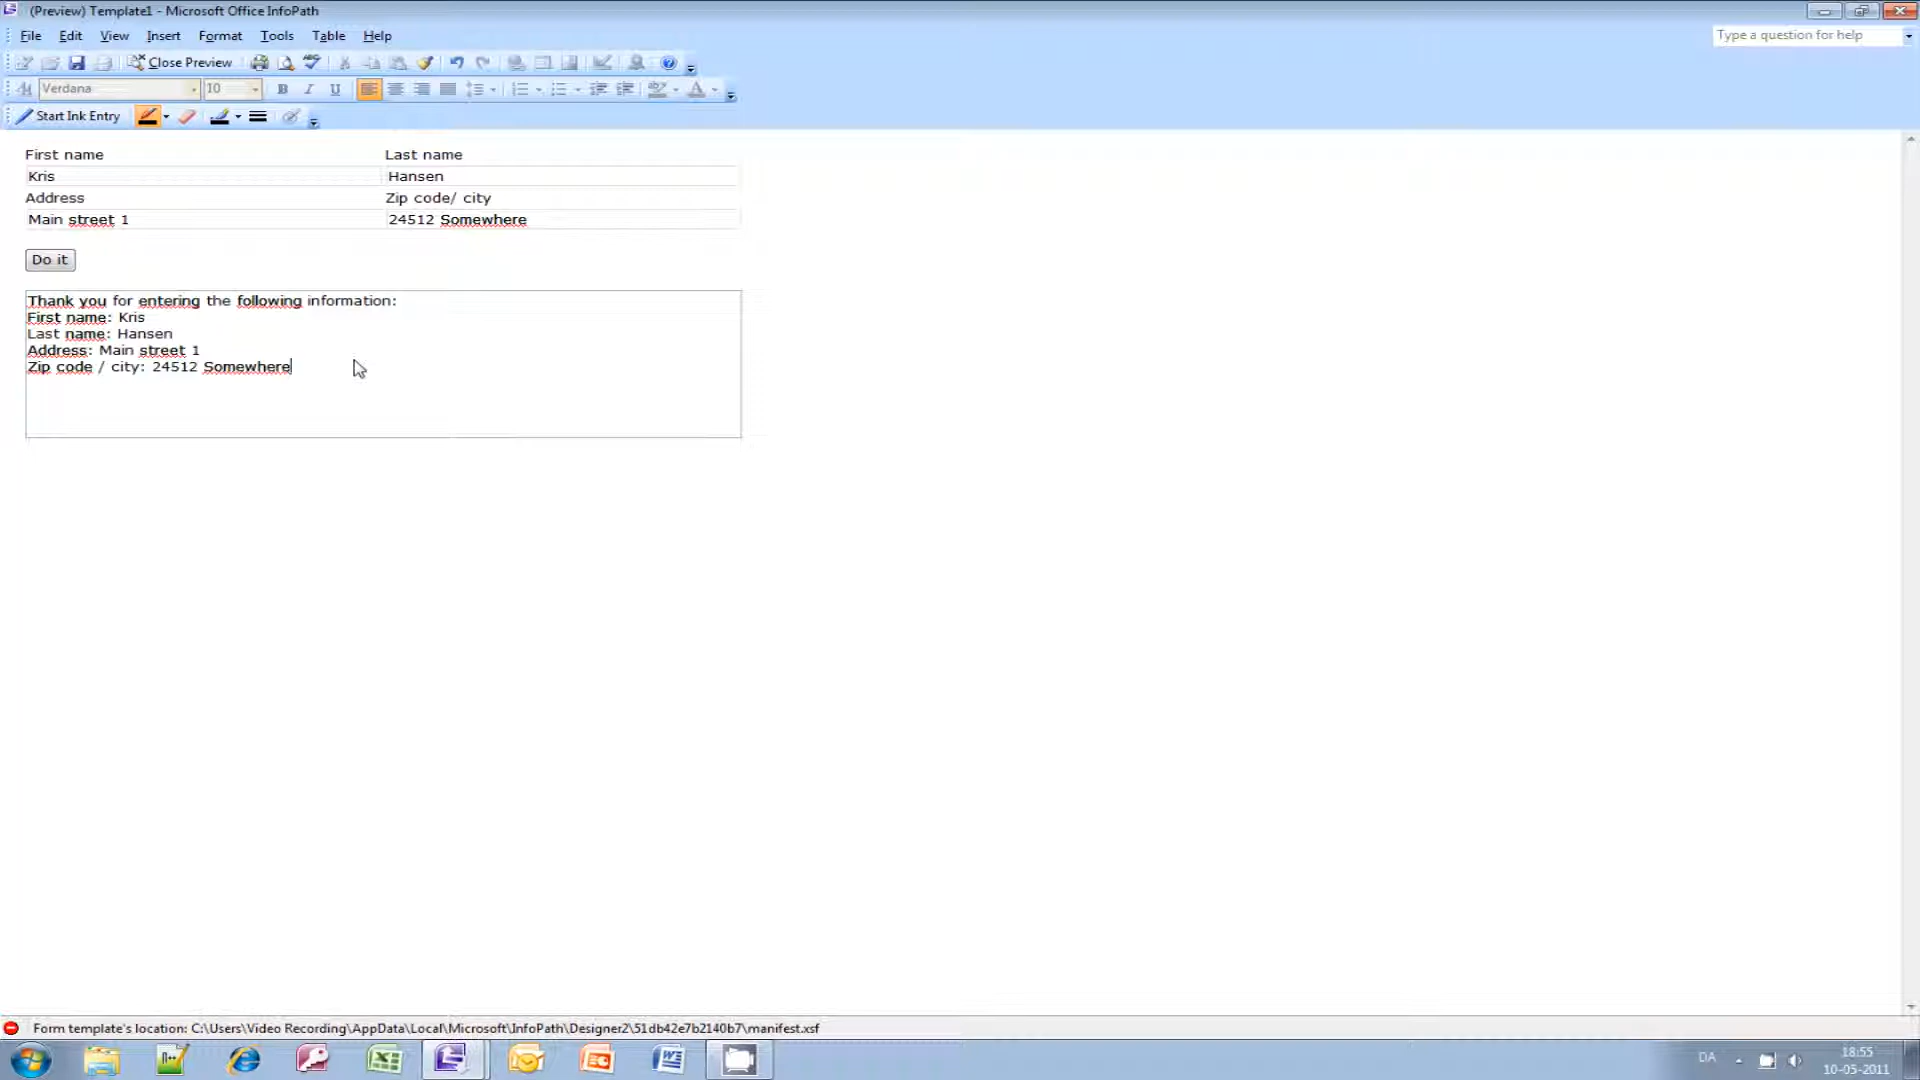 (Preview) Template1 - Microsoft Office InfoPath
File Edit View Insert Format Tools Table Help
Type a question for help
Close Preview
Verdana 10 B I U
Start Ink Entry
First name Last name
Kris Hansen
Address Zip code/ city
Main street 1 24512 Somewhere
Do it
Thank you for entering the following information:
First name: Kris
Last name: Hansen
Address: Main street 1
Zip code / city: 24512 Somewhere
Form template's location: C:\Users\Video Recording\AppData\Local\Microsoft\InfoPath\Designer2\51db42e7b2140b7\manifest.xsf
DA
18:55
10-05-2011